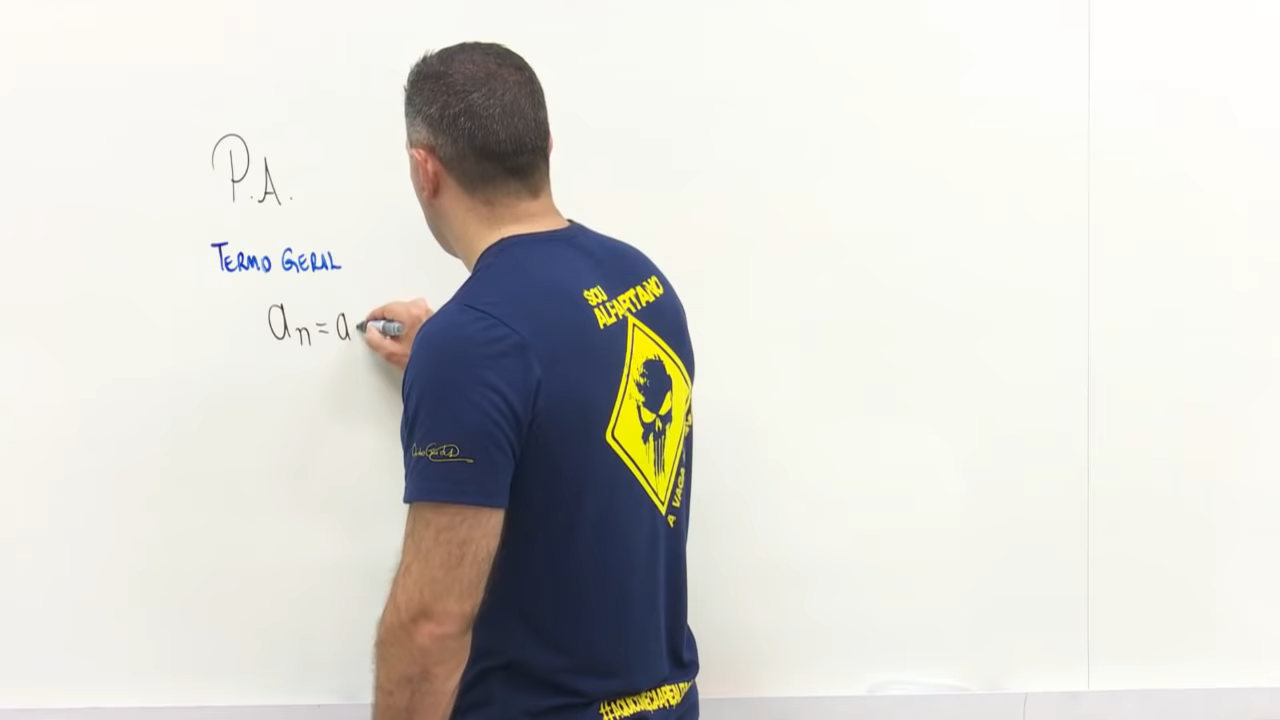 P.A.
TERMO GERAL
an = a
SOU
ALFARTANO
A VAGA